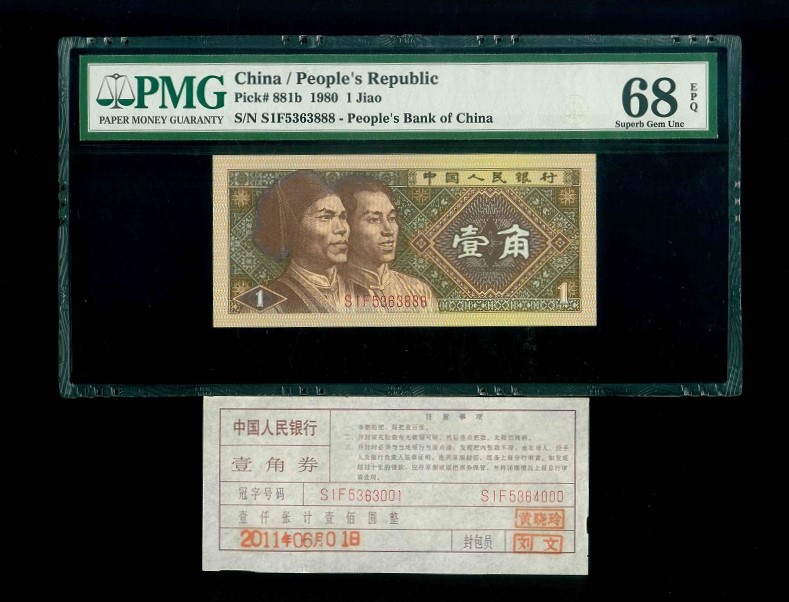 PMG
PAPER MONEY GUARANTY
China / People's Republic
Pick# 881b 1980 1 Jiao
S/N S1F5363888 - People's Bank of China
68
EPQ
Superb Gem Unc
中国人民银行
壹角
1
S1F5363888
1
中国人民银行
壹角券
注意事项
冠字号码
S1F5363001
S1F5364000
壹仟张计壹佰圆整
黄晓玲
2011年06月01日
封包员
刘文